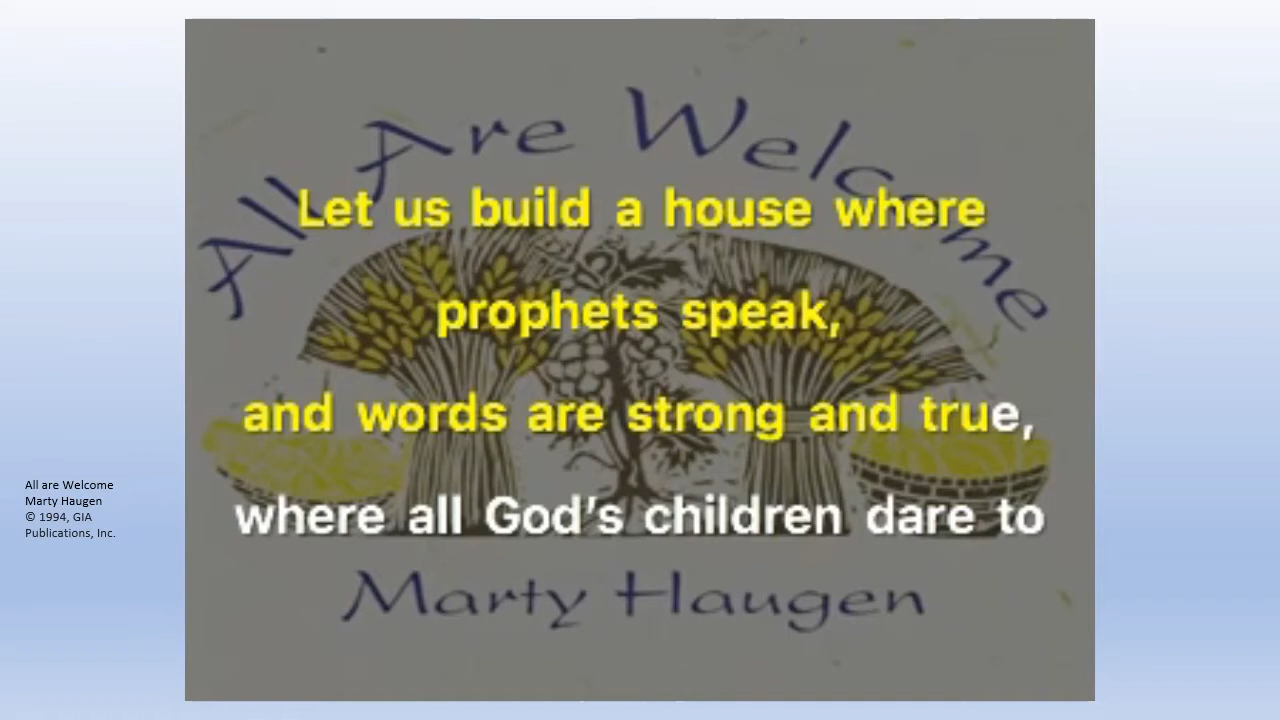 All Are Welcome
Let us build a house where
prophets speak,
and words are strong and true,
where all God's children dare to
Marty Haugen
All are Welcome
Marty Haugen
© 1994, GIA
Publications, Inc.